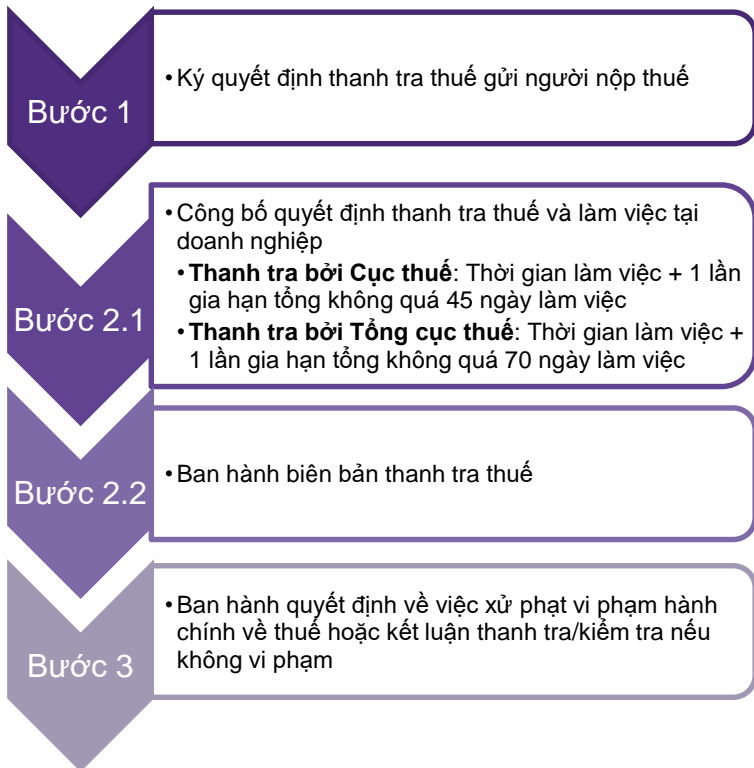 Bước 1
• Ký quyết định thanh tra thuế gửi người nộp thuế
Bước 2.1
• Công bố quyết định thanh tra thuế và làm việc tại
doanh nghiệp
• Thanh tra bởi Cục thuế: Thời gian làm việc + 1 lần
gia hạn tổng không quá 45 ngày làm việc
• Thanh tra bởi Tổng cục thuế: Thời gian làm việc +
1 lần gia hạn tổng không quá 70 ngày làm việc
Bước 2.2
• Ban hành biên bản thanh tra thuế
Bước 3
• Ban hành quyết định về việc xử phạt vi phạm hành
chính về thuế hoặc kết luận thanh tra/kiểm tra nếu
không vi phạm